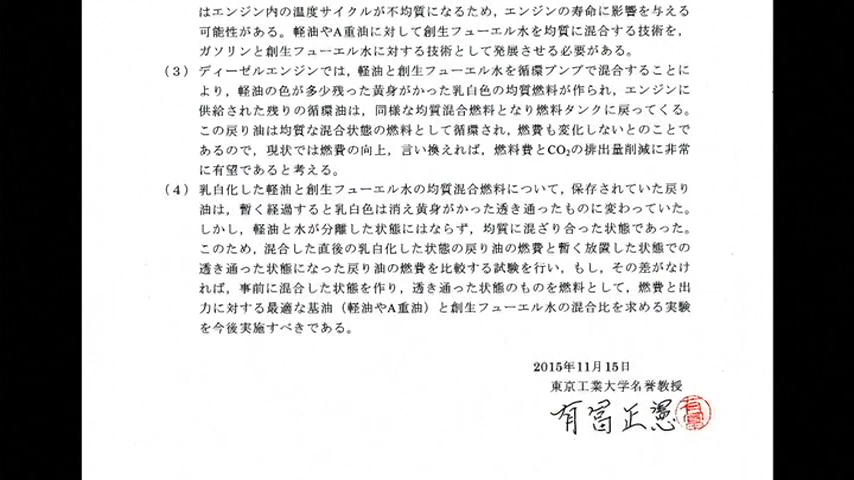 はエンジン内の温度サイクルが不均質になるため，エンジンの寿命に影響を与える
可能性がある。軽油やA重油に対して創生フューエル水を均質に混合する技術を，
ガソリンと創生フューエル水に対する技術として発展させる必要がある。
（３）ディーゼルエンジンでは，軽油と創生フューエル水を循環ブンプで混合することに
より，軽油の色が多少残った黄身がかった乳白色の均質燃料が作られ，エンジンに
供給された残りの循環油は，同様な均質混合燃料となり燃料タンクに戻ってくる。
この戻り油は均質な混合状態の燃料として循環され，燃費も変化しないとのことで
あるので，現状では燃費の向上，言い換えれば，燃料費とCO₂の排出量削減に非常
に有望であると考える。
（４）乳白化した軽油と創生フューエル水の均質混合燃料について，保存されていた戻り
油は，暫く経過すると乳白色は消え黄身がかった透き通ったものに変わっていた。
しかし，軽油と水が分離した状態にはならず，均質に混ざり合った状態であった。
このため，混合した直後の乳白化した状態の戻り油の燃費と暫く放置した状態での
透き通った状態になった戻り油の燃費を比較する試験を行い，もし，その差がなけ
れば，事前に混合した状態を作り，透き通った状態のものを燃料として，燃費と出
力に対する最適な基油（軽油やA重油）と創生フューエル水の混合比を求める実験
を今後実施すべきである。
2015年11月15日
東京工業大学名誉教授
有冨正憲
有冨